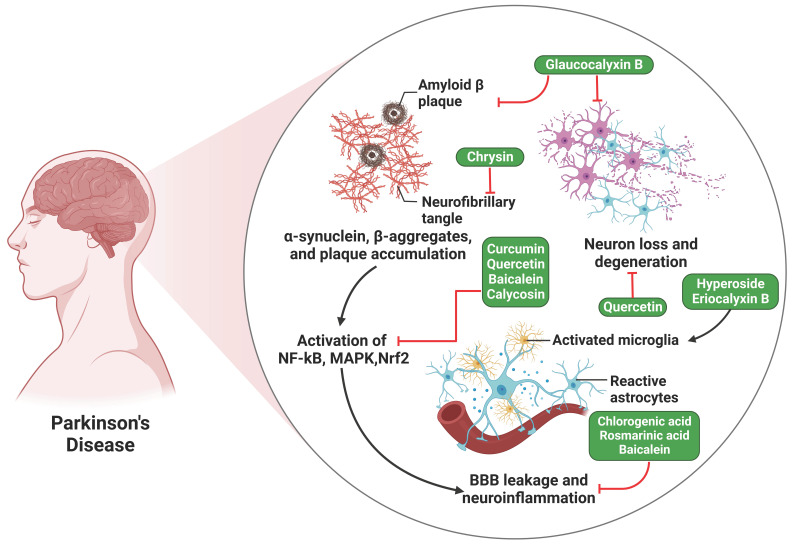 Glaucocalyxin B
Amyloid β
plaque
Chrysin
Neurofibrillary
tangle
α-synuclein, β-aggregates,
and plaque accumulation
Neuron loss and
degeneration
Curcumin
Quercetin
Baicalein
Calycosin
Hyperoside
Eriocalyxin B
Quercetin
Activation of
NF-kB, MAPK,Nrf2
Activated microglia
Reactive
astrocytes
Parkinson's
Disease
Chlorogenic acid
Rosmarinic acid
Baicalein
BBB leakage and
neuroinflammation